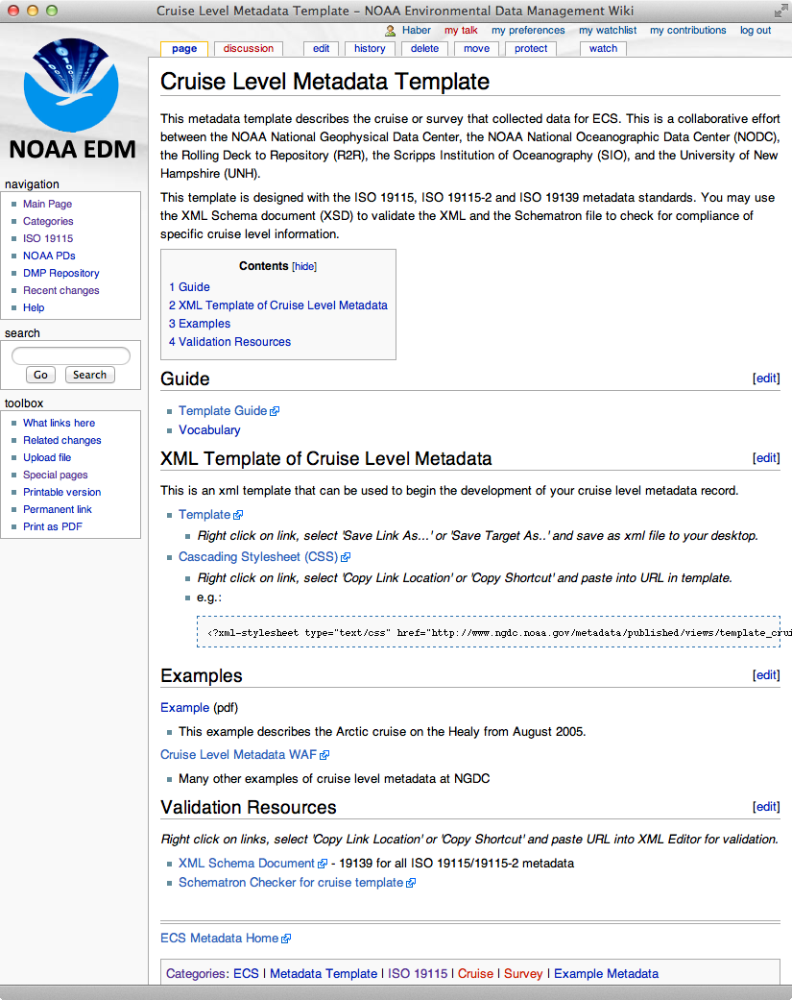 Cruise Level Metadata Template – NOAA Environmental Data Management Wiki
Haber my talk my preferences my watchlist my contributions log out
page discussion edit history delete move protect watch
NOAA EDM
navigation
Main Page
Categories
ISO 19115
NOAA PDs
DMP Repository
Recent changes
Help
search
Go Search
toolbox
What links here
Related changes
Upload file
Special pages
Printable version
Permanent link
Print as PDF
Cruise Level Metadata Template
This metadata template describes the cruise or survey that collected data for ECS. This is a collaborative effort
between the NOAA National Geophysical Data Center, the NOAA National Oceanographic Data Center (NODC),
the Rolling Deck to Repository (R2R), the Scripps Institution of Oceanography (SIO), and the University of New
Hampshire (UNH).
This template is designed with the ISO 19115, ISO 19115-2 and ISO 19139 metadata standards. You may use
the XML Schema document (XSD) to validate the XML and the Schematron file to check for compliance of
specific cruise level information.
Contents [hide]
1 Guide
2 XML Template of Cruise Level Metadata
3 Examples
4 Validation Resources
Guide [edit]
Template Guide
Vocabulary
XML Template of Cruise Level Metadata [edit]
This is an xml template that can be used to begin the development of your cruise level metadata record.
Template
Right click on link, select 'Save Link As...' or 'Save Target As..' and save as xml file to your desktop.
Cascading Stylesheet (CSS)
Right click on link, select 'Copy Link Location' or 'Copy Shortcut' and paste into URL in template.
e.g.:
<?xml-stylesheet type="text/css" href="http://www.ngdc.noaa.gov/metadata/published/views/template_crui
Examples [edit]
Example (pdf)
This example describes the Arctic cruise on the Healy from August 2005.
Cruise Level Metadata WAF
Many other examples of cruise level metadata at NGDC
Validation Resources [edit]
Right click on links, select 'Copy Link Location' or 'Copy Shortcut' and paste URL into XML Editor for validation.
XML Schema Document - 19139 for all ISO 19115/19115-2 metadata
Schematron Checker for cruise template
ECS Metadata Home
Categories: ECS | Metadata Template | ISO 19115 | Cruise | Survey | Example Metadata